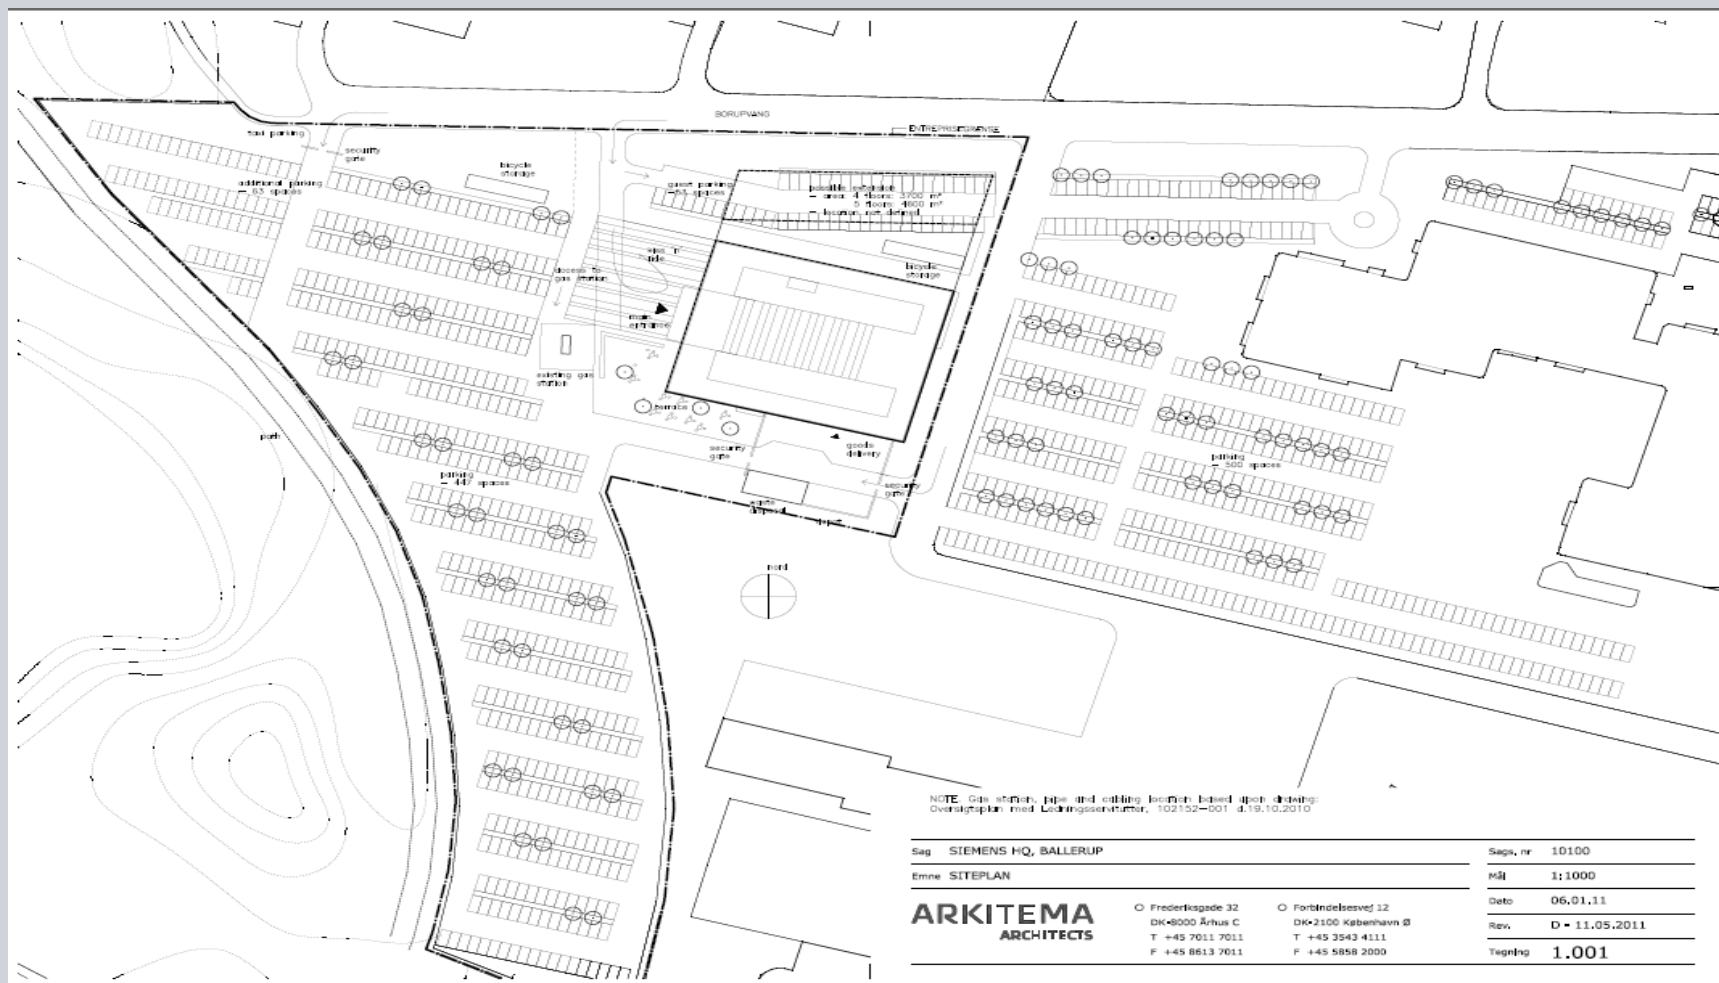 BORUPVANG
ENTREPRISEGRÆNSE
taxi parking
security
gate
bicycle
storage
additional parking
- 63 spaces
guest parking
- 53 spaces
possible extension
- area: 4 floors: 3700 m²
5 floors: 4600 m²
- location not defined
kiss 'n'
ride
bicycle
storage
access to
gas station
main
entrance
existing gas
station
terrace
path
security
gate
goods
delivery
parking
- 447 spaces
parking
- 500 spaces
security
gate
waste
disposal
nord
NOTE. Gas station, pipe and cabling location based upon drawing:
Oversigtsplan med Ledningsservitutter, 102152-001 d.19.10.2010
Sag SIEMENS HQ, BALLERUP
Sags. nr 10100
Emne SITEPLAN
Mål 1:1000
Dato 06.01.11
Rev. D - 11.05.2011
Tegning 1.001
ARKITEMA
ARCHITECTS
Frederiksgade 32
DK-8000 Århus C
T +45 7011 7011
F +45 8613 7011
Forbindelsesvej 12
DK-2100 København Ø
T +45 3543 4111
F +45 5858 2000